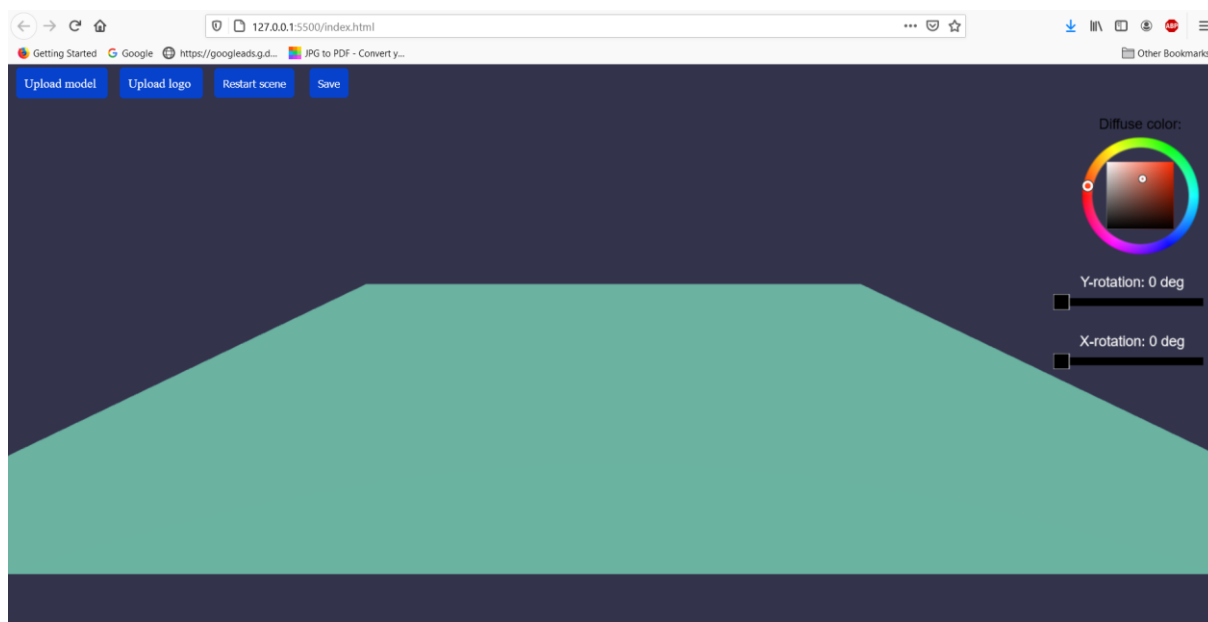 127.0.0.1:5500/index.html
ABP
Getting Started Google https://googleads.g.d... JPG to PDF - Convert y... Other Bookmarks
Upload model Upload logo Restart scene Save
Diffuse color:
Y-rotation: 0 deg
X-rotation: 0 deg